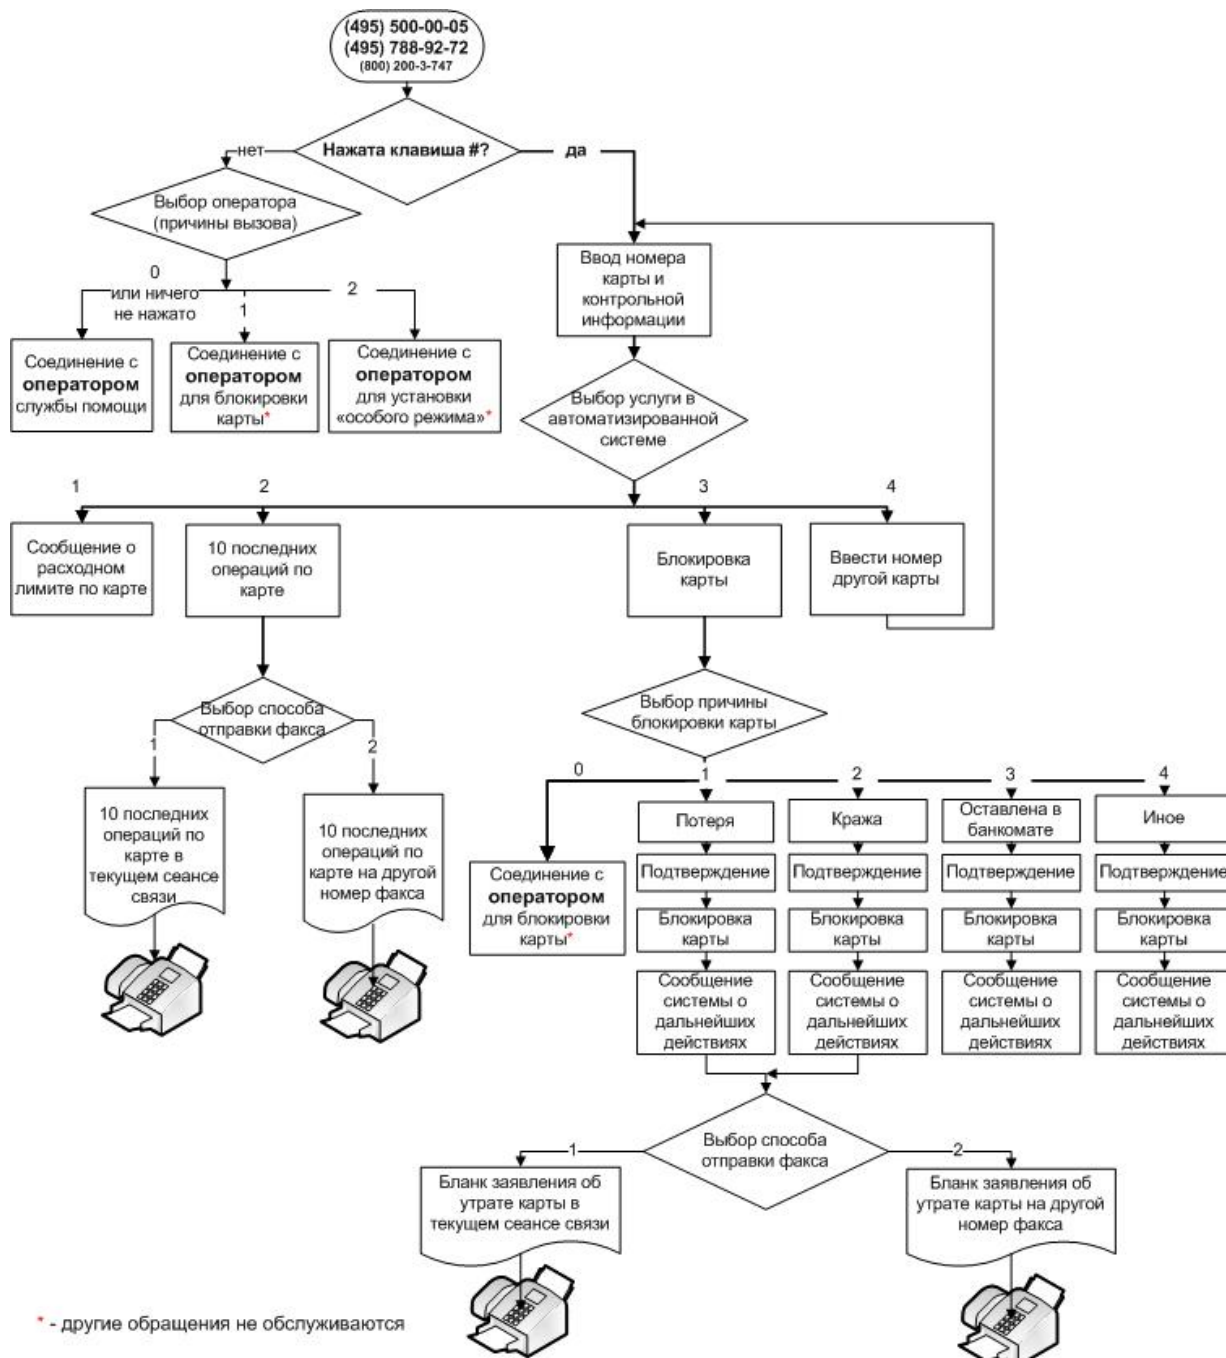 (495) 500-00-05
(495) 788-92-72
(800) 200-3-747
Нажата клавиша #?
нет
да
Выбор оператора
(причины вызова)
0
или ничего
не нажато
1
2
Соединение с
оператором
службы помощи
Соединение с
оператором
для блокировки
карты*
Соединение с
оператором
для установки
«особого режима»*
Ввод номера
карты и
контрольной
информации
Выбор услуги в
автоматизированной
системе
1
2
3
4
Сообщение о
расходном
лимите по карте
10 последних
операций по
карте
Блокировка
карты
Ввести номер
другой карты
Выбор способа
отправки факса
1
2
10 последних
операций по
карте в
текущем сеансе
связи
10 последних
операций по
карте на другой
номер факса
Выбор причины
блокировки карты
0
1
2
3
4
Соединение с
оператором
для блокировки
карты*
Потеря
Подтверждение
Блокировка
карты
Сообщение
системы о
дальнейших
действиях
Кража
Подтверждение
Блокировка
карты
Сообщение
системы о
дальнейших
действиях
Оставлена в
банкомате
Подтверждение
Блокировка
карты
Сообщение
системы о
дальнейших
действиях
Иное
Подтверждение
Блокировка
карты
Сообщение
системы о
дальнейших
действиях
Выбор способа
отправки факса
1
2
Бланк заявления об
утрате карты в
текущем сеансе связи
Бланк заявления об
утрате карты на другой
номер факса
* - другие обращения не обслуживаются